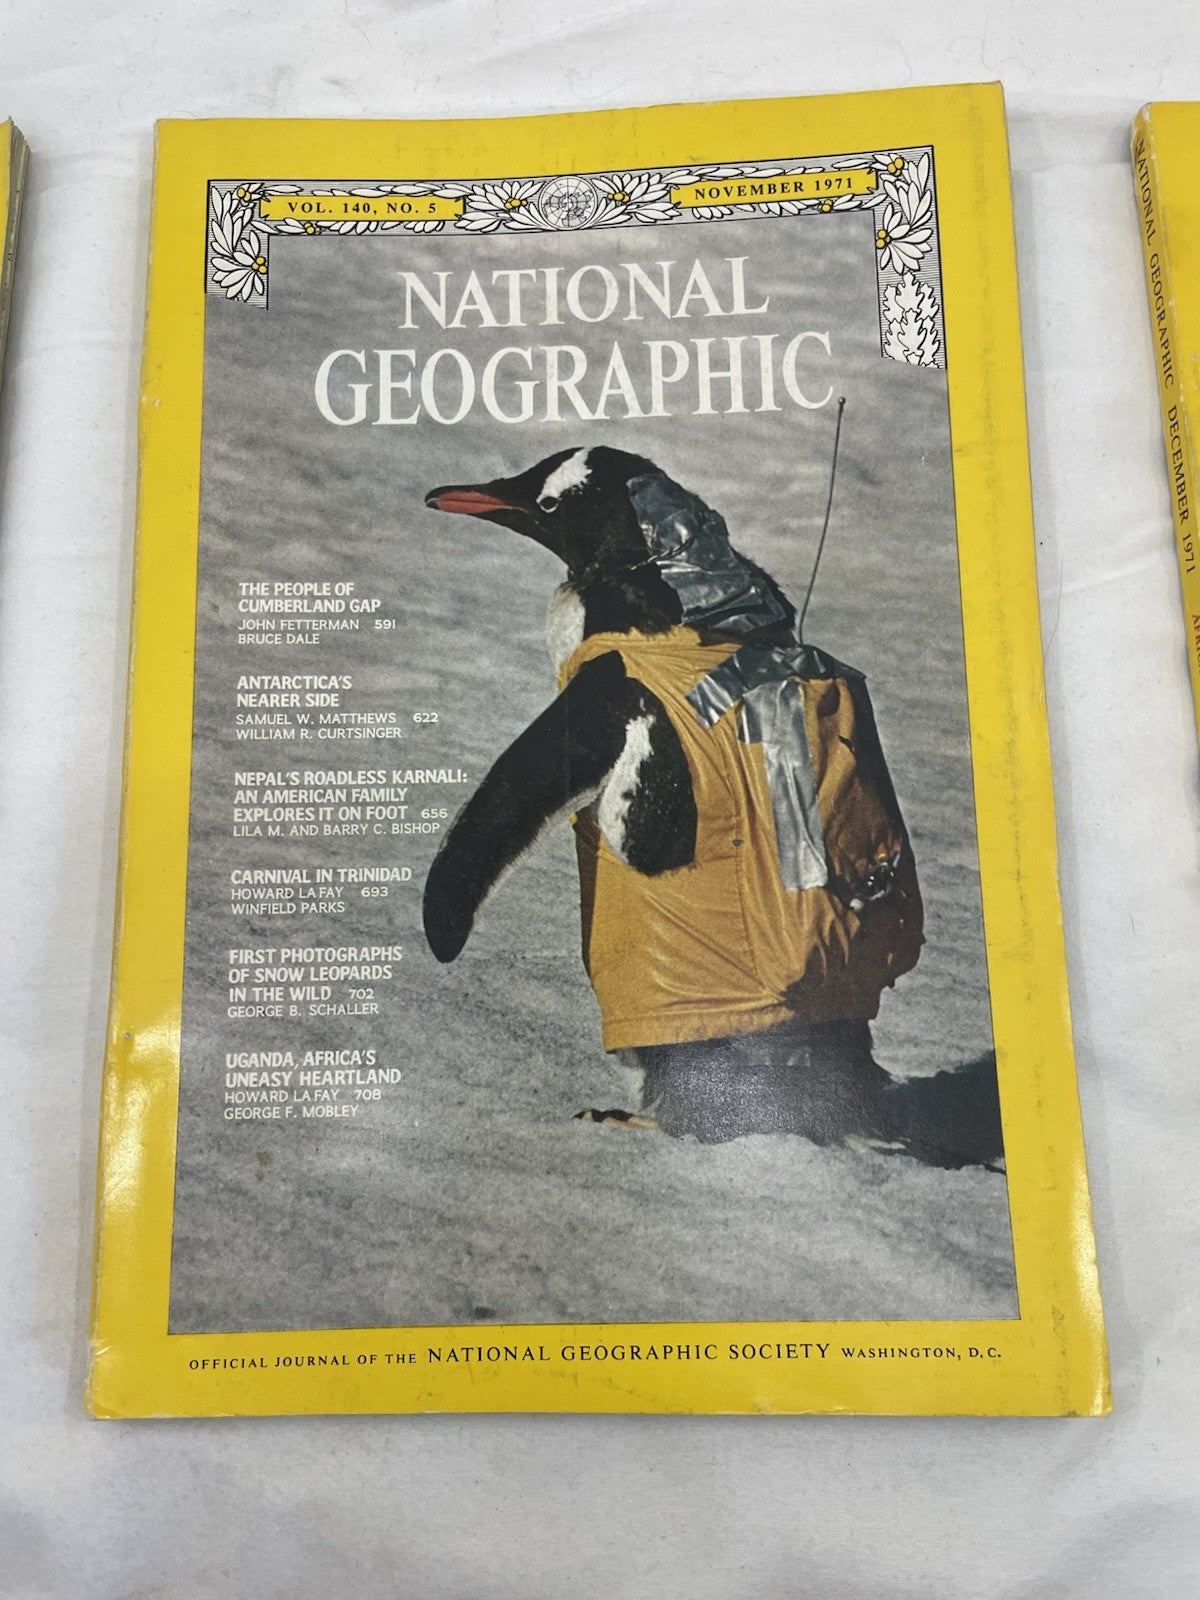 VOL. 140, NO. 5
NOVEMBER 1971
NATIONAL
GEOGRAPHIC
THE PEOPLE OF
CUMBERLAND GAP
JOHN FETTERMAN 591
BRUCE DALE
ANTARCTICA'S
NEARER SIDE
SAMUEL W. MATTHEWS 622
WILLIAM R. CURTSINGER
NEPAL'S ROADLESS KARNALI:
AN AMERICAN FAMILY
EXPLORES IT ON FOOT 656
LILA M. AND BARRY C. BISHOP
CARNIVAL IN TRINIDAD
HOWARD LA FAY 693
WINFIELD PARKS
FIRST PHOTOGRAPHS
OF SNOW LEOPARDS
IN THE WILD 702
GEORGE B. SCHALLER
UGANDA, AFRICA'S
UNEASY HEARTLAND
HOWARD LA FAY 708
GEORGE F. MOBLEY
OFFICIAL JOURNAL OF THE NATIONAL GEOGRAPHIC SOCIETY WASHINGTON, D.C.
NATIONAL GEOGRAPHIC DECEMBER 1971